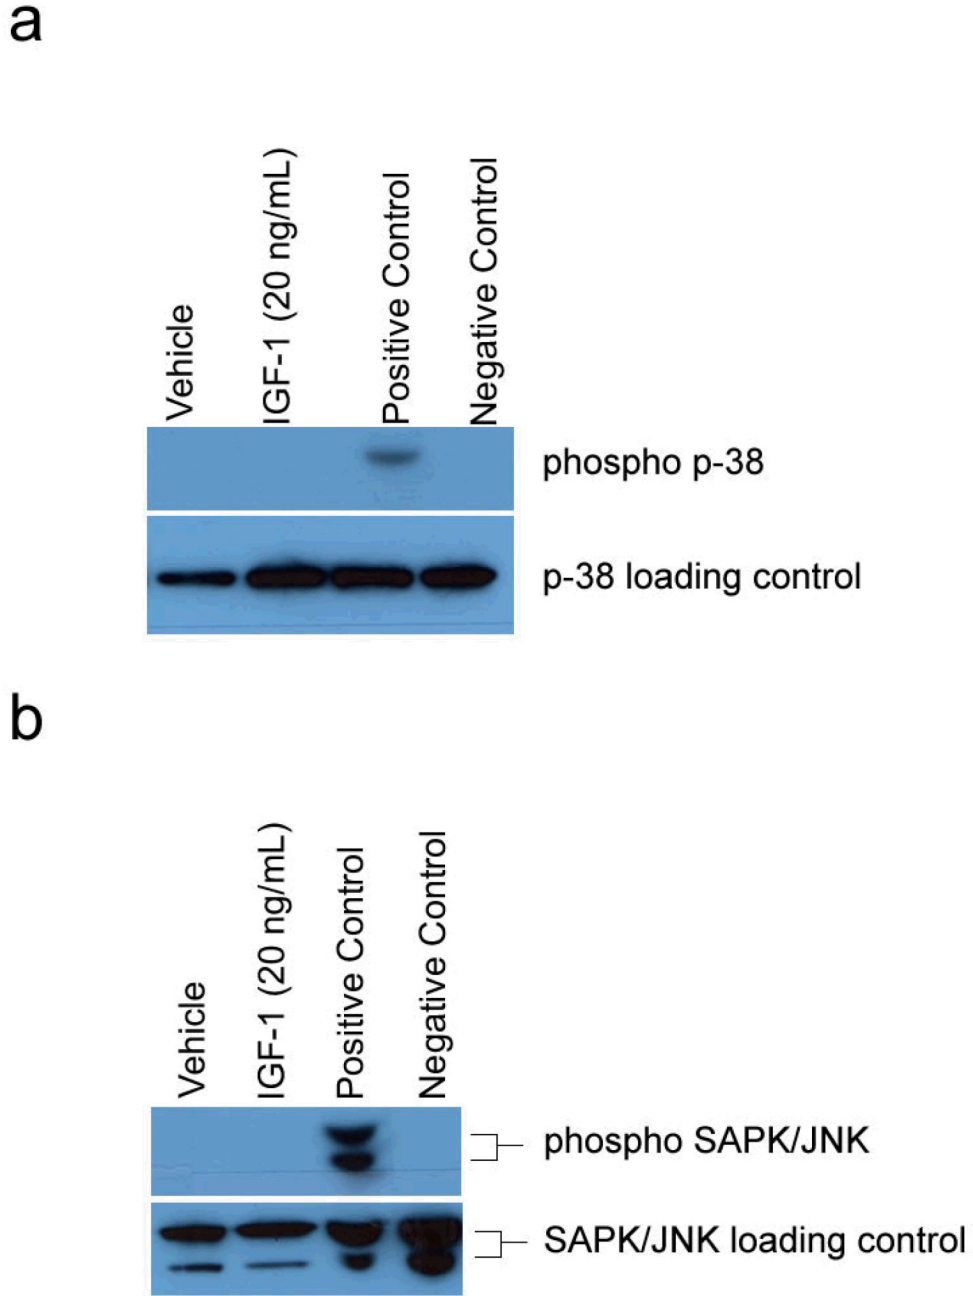 a
Vehicle
IGF-1 (20 ng/mL)
Positive Control
Negative Control
phospho p-38
p-38 loading control
b
Vehicle
IGF-1 (20 ng/mL)
Positive Control
Negative Control
phospho SAPK/JNK
SAPK/JNK loading control